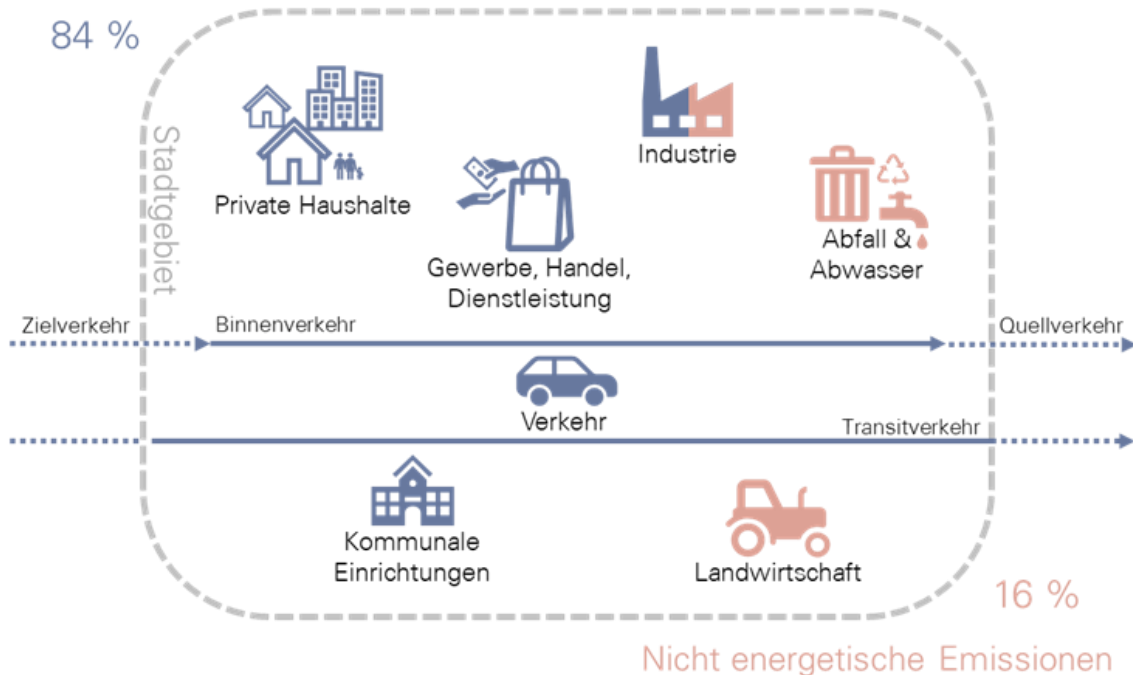 84 %
Stadtgebiet
Private Haushalte
Industrie
Gewerbe, Handel,
Dienstleistung
Abfall &
Abwasser
Zielverkehr
Binnenverkehr
Quellverkehr
Verkehr
Transitverkehr
Kommunale
Einrichtungen
Landwirtschaft
16 %
Nicht energetische Emissionen